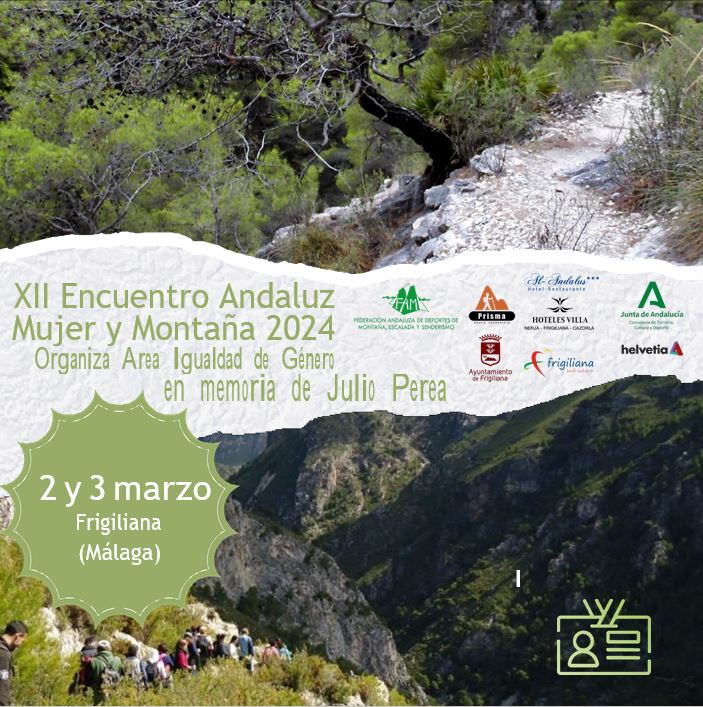 XII Encuentro Andaluz
Mujer y Montaña 2024
Organiza Area Igualdad de Género
en memoria de Julio Perea
FAM
FEDERACIÓN ANDALUZA DE DEPORTES DE
MONTAÑA, ESCALADA Y SENDERISMO
Prisma
Al-Andalus***
Hotel-Restaurante
HOTELES VILLA
NERJA - FRIGILIANA - CAZORLA
Junta de Andalucía
Consejería de Turismo,
Cultura y Deporte
Ayuntamiento
de Frigiliana
frigiliana
helvetia
2 y 3 marzo
Frigiliana
(Málaga)
I